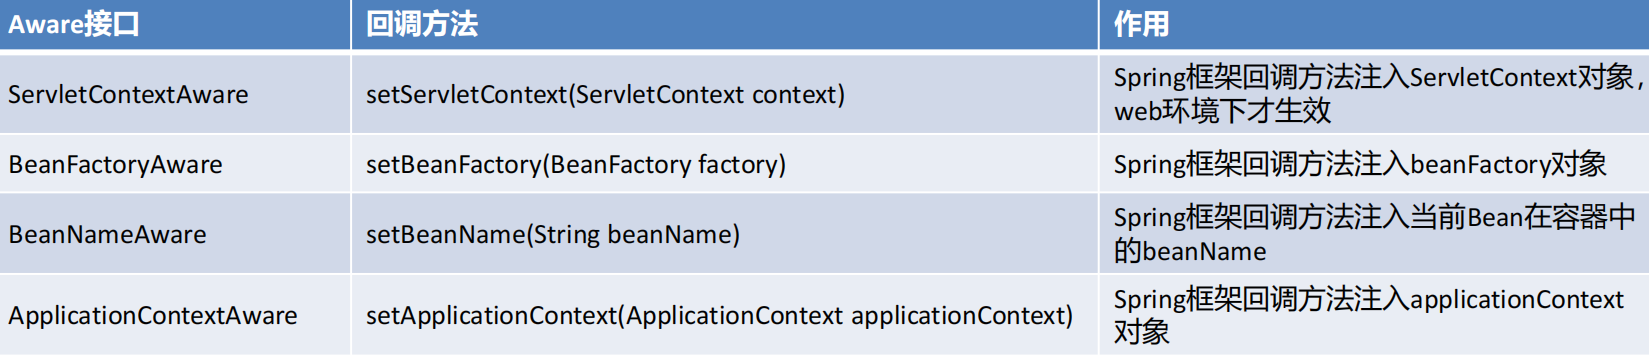 Aware接口 回调方法 作用
ServletContextAware setServletContext(ServletContext context) Spring框架回调方法注入ServletContext对象，
web环境下才生效
BeanFactoryAware setBeanFactory(BeanFactory factory) Spring框架回调方法注入beanFactory对象
BeanNameAware setBeanName(String beanName) Spring框架回调方法注入当前Bean在容器中
的beanName
ApplicationContextAware setApplicationContext(ApplicationContext applicationContext) Spring框架回调方法注入applicationContext
对象